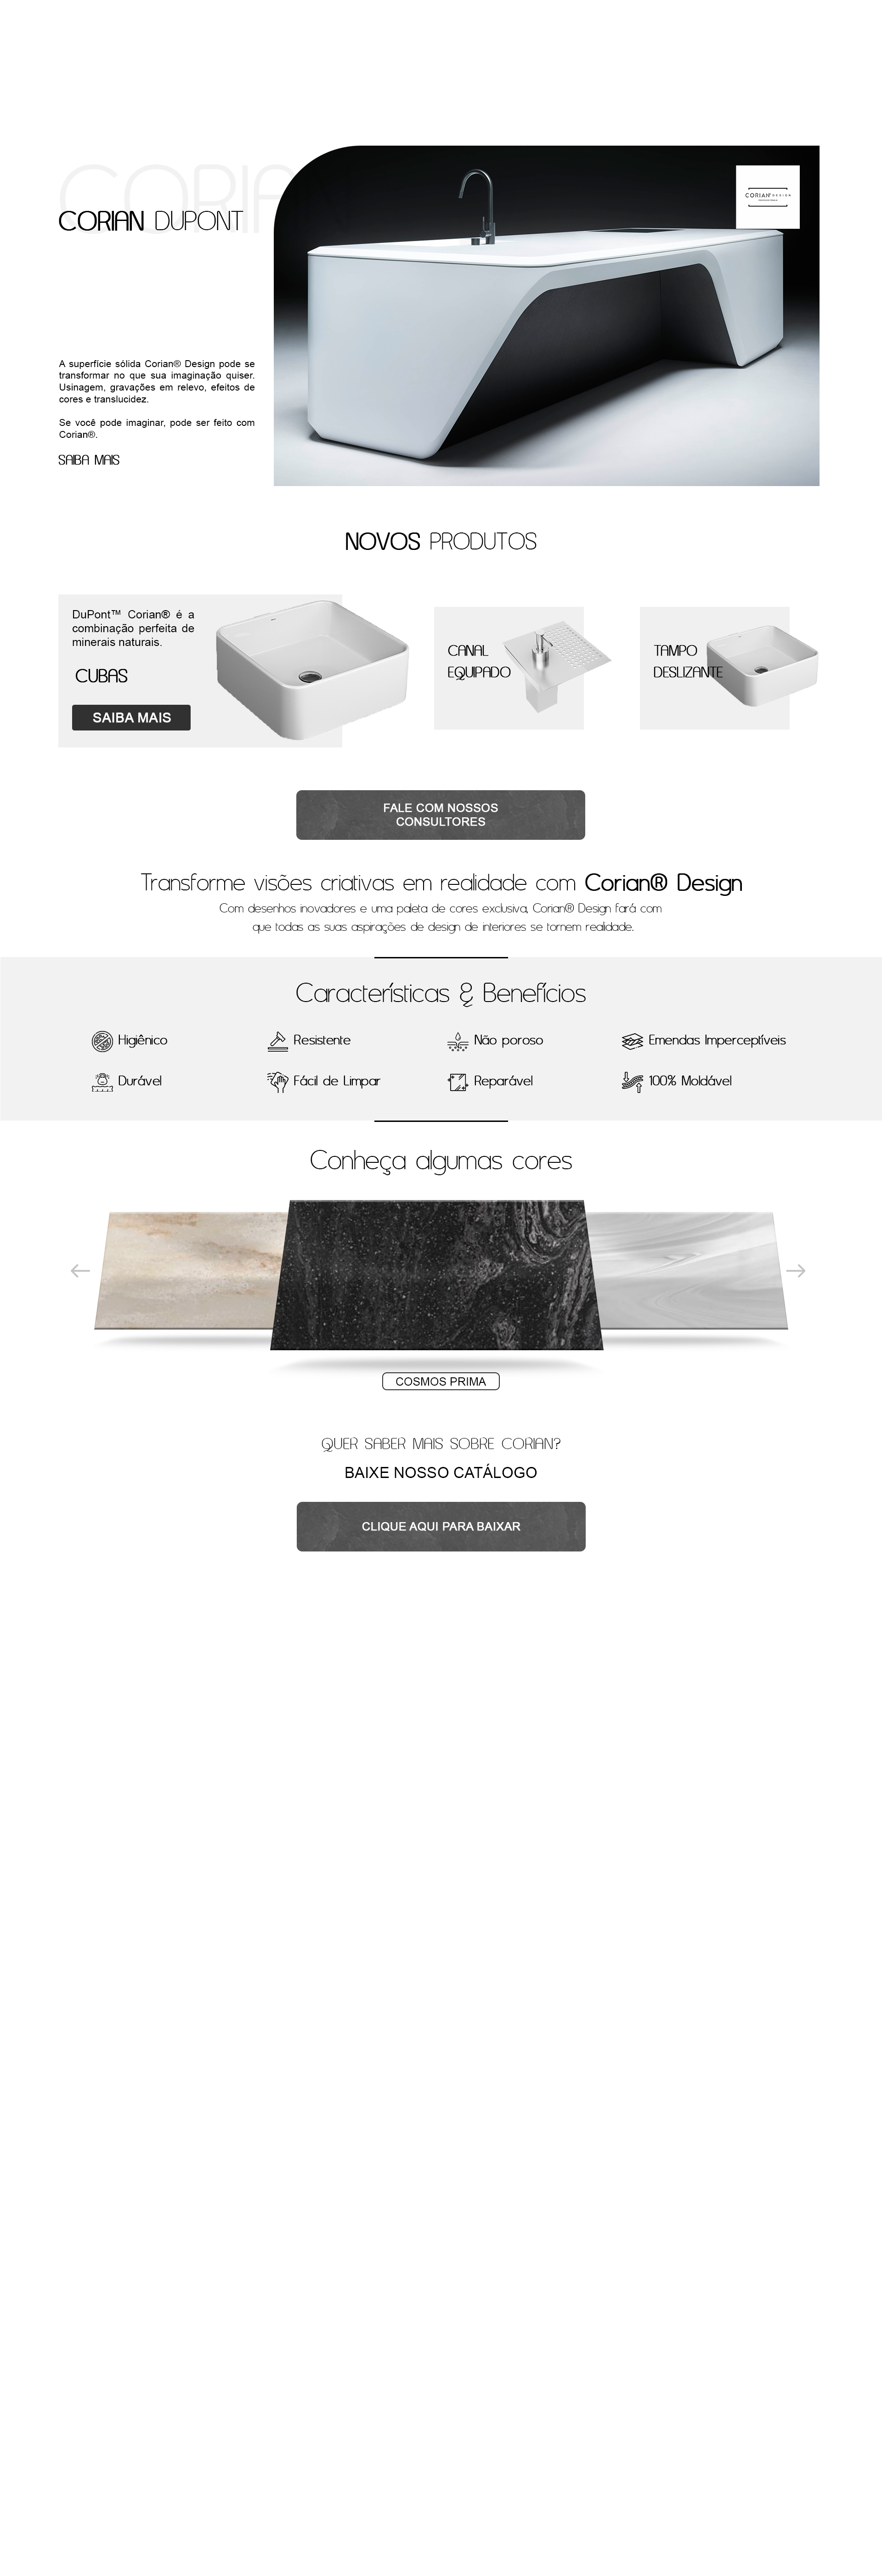 CORIAN
CORIAN DUPONT
CORIAN® DESIGN
A superfície sólida Corian® Design pode se
transformar no que sua imaginação quiser.
Usinagem, gravações em relevo, efeitos de
cores e translucidez.
Se você pode imaginar, pode ser feito com
Corian®.
SAIBA MAIS
NOVOS PRODUTOS
DuPont™ Corian® é a
combinação perfeita de
minerais naturais.
CUBAS
SAIBA MAIS
CANAL
EQUIPADO
TAMPO
DESLIZANTE
FALE COM NOSSOS
CONSULTORES
Transforme visões criativas em realidade com Corian® Design
Com desenhos inovadores e uma paleta de cores exclusiva, Corian® Design fará com
que todas as suas aspirações de design de interiores se tornem realidade.
Características & Benefícios
Higiênico
Resistente
Não poroso
Emendas Imperceptíveis
Durável
Fácil de Limpar
Reparável
100% Moldável
Conheça algumas cores
COSMOS PRIMA
QUER SABER MAIS SOBRE CORIAN?
BAIXE NOSSO CATÁLOGO
CLIQUE AQUI PARA BAIXAR